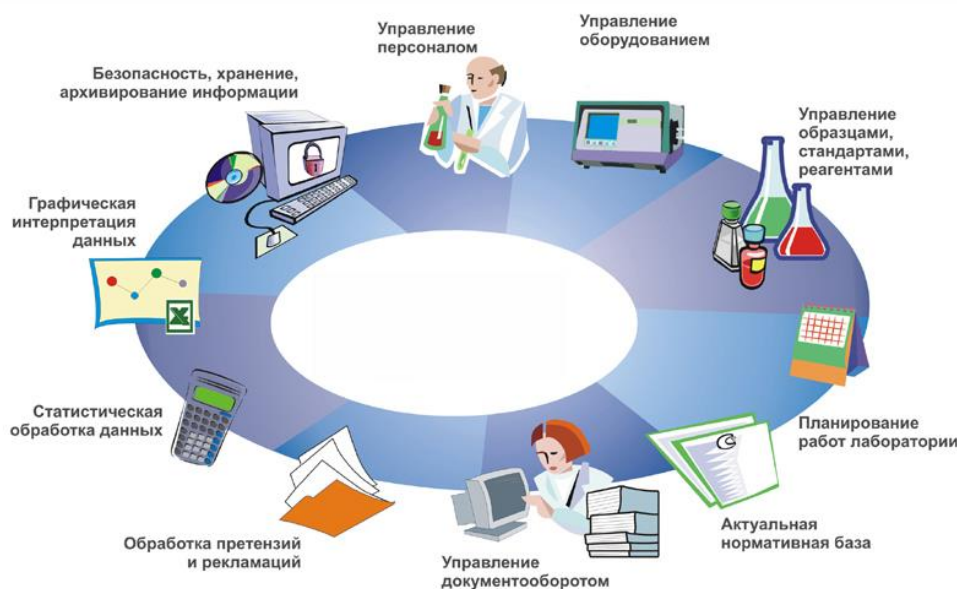 Управление
персоналом
Управление
оборудованием
Безопасность, хранение,
архивирование информации
Управление
образцами,
стандартами,
реагентами
Графическая
интерпретация
данных
Статистическая
обработка данных
Планирование
работ лаборатории
Обработка претензий
и рекламаций
Управление
документооборотом
Актуальная
нормативная база